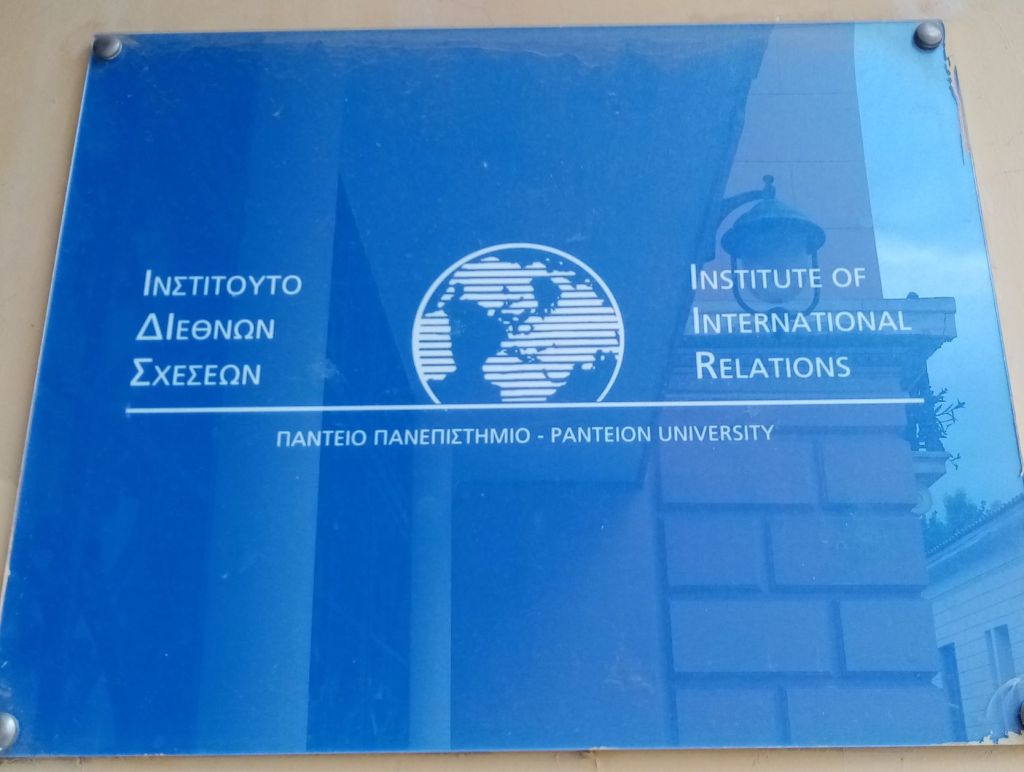 ΙΝΣΤΙΤΟΥΤΟ
ΔΙΕΘΝΩΝ
ΣΧΕΣΕΩΝ
INSTITUTE OF
INTERNATIONAL
RELATIONS
ΠΑΝΤΕΙΟ ΠΑΝΕΠΙΣΤΗΜΙΟ - PANTEION UNIVERSITY